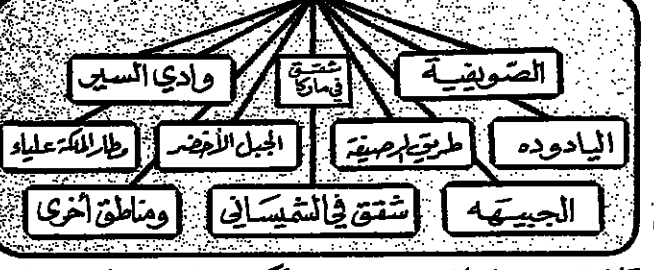 الصويفية
شقق
في ماركا
وادي السير
اليادوده
طريق الرصيفة
الجبل الأخضر
مطار الملكة علياء
الجبيهه
شقق في الشميساني
ومناطق أخرى